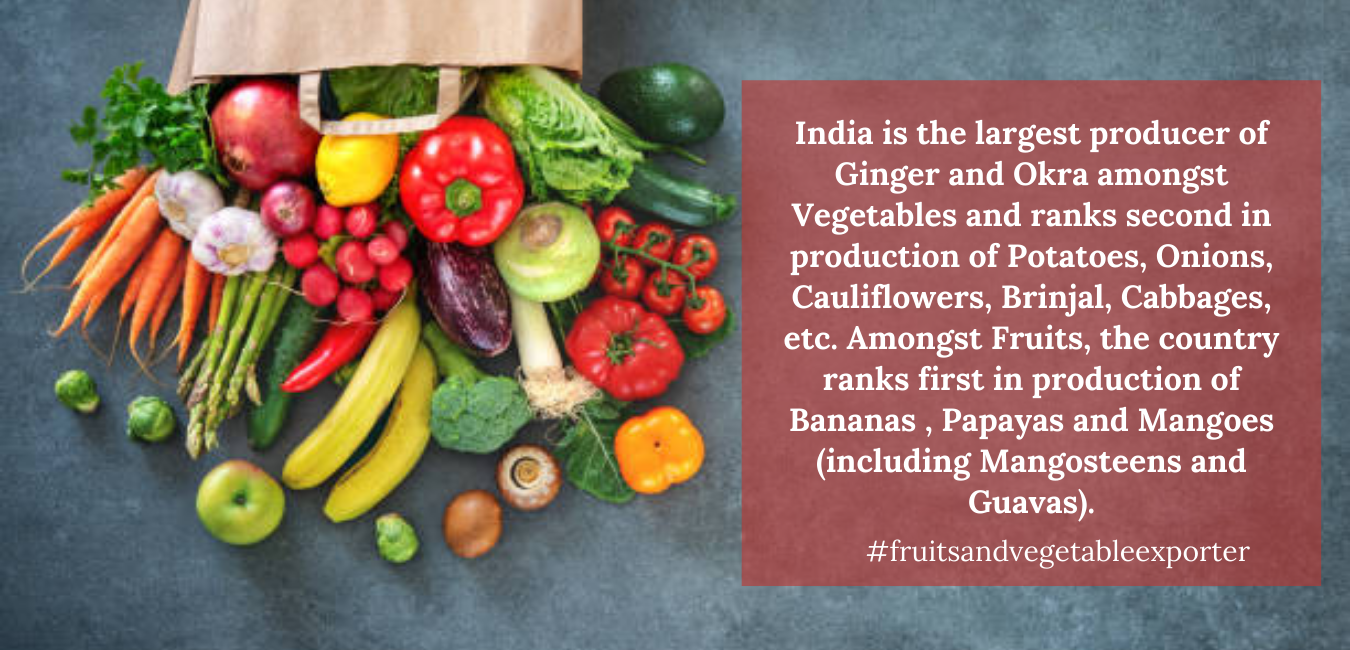 India is the largest producer of
Ginger and Okra amongst
Vegetables and ranks second in
production of Potatoes, Onions,
Cauliflowers, Brinjal, Cabbages,
etc. Amongst Fruits, the country
ranks first in production of
Bananas , Papayas and Mangoes
(including Mangosteens and
Guavas).
#fruitsandvegetableexporter